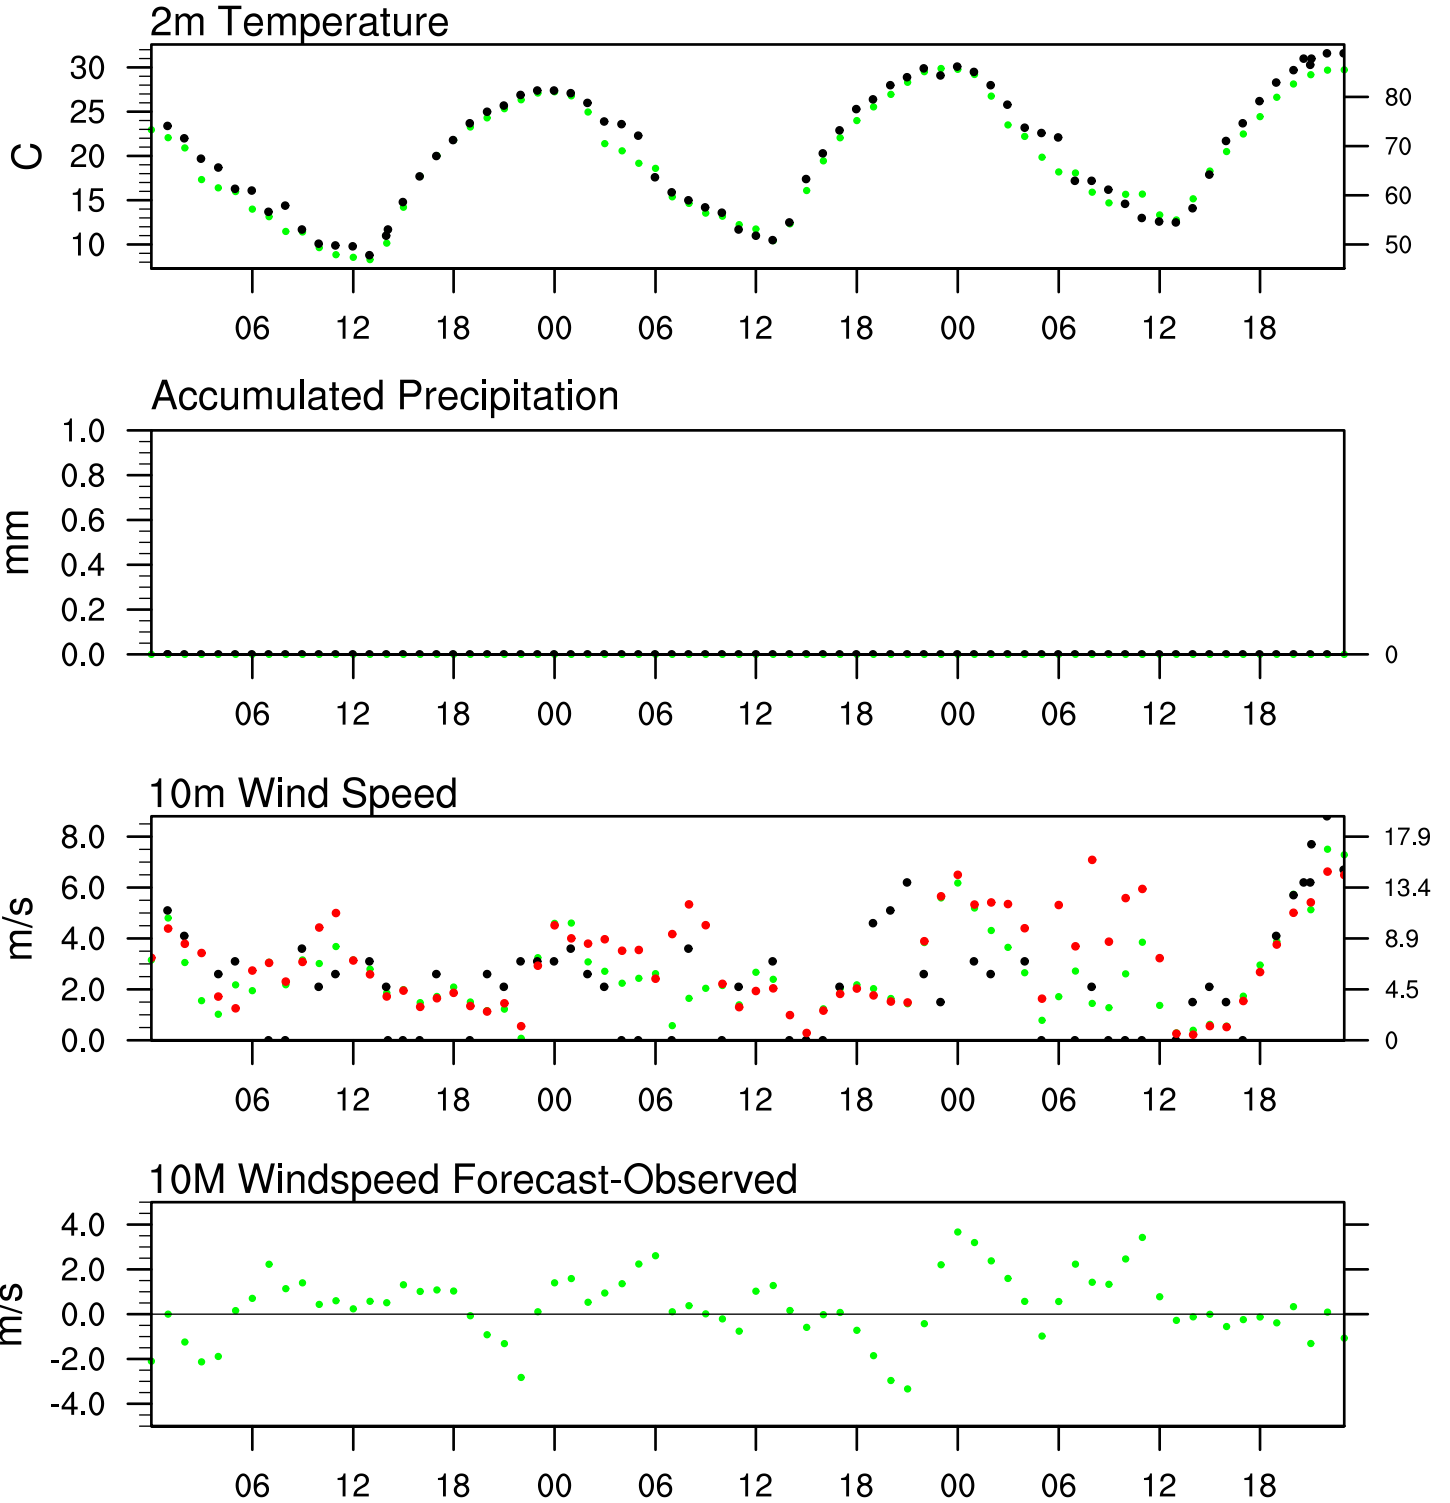 2m Temperature
30
25
20
15
10
C
80
70
60
50
06 12 18 00 06 12 18 00 06 12 18
Accumulated Precipitation
1.0
0.8
0.6
0.4
0.2
0.0
mm
0
06 12 18 00 06 12 18 00 06 12 18
10m Wind Speed
8.0
6.0
4.0
2.0
0.0
m/s
17.9
13.4
8.9
4.5
0
06 12 18 00 06 12 18 00 06 12 18
10M Windspeed Forecast-Observed
4.0
2.0
0.0
-2.0
-4.0
m/s
06 12 18 00 06 12 18 00 06 12 18